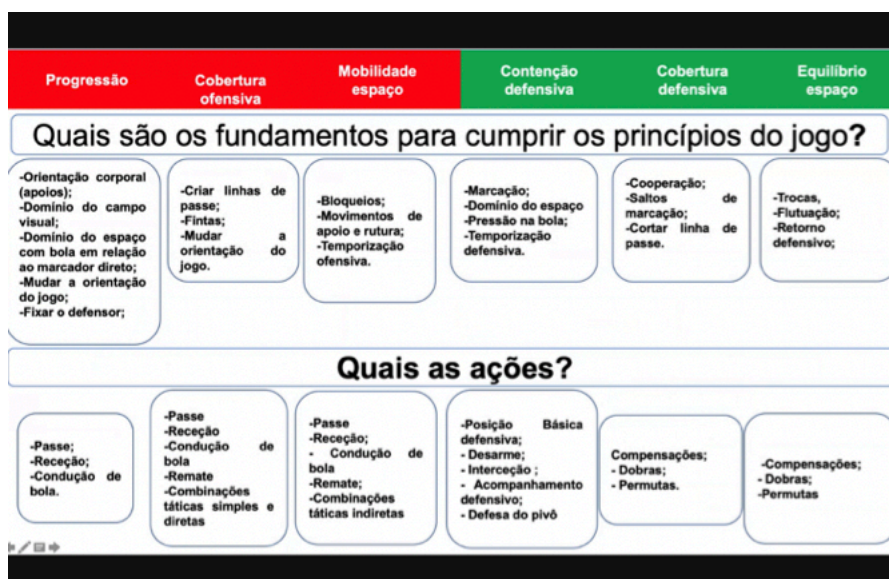 Progressão
Cobertura
ofensiva
Mobilidade
espaço
Contenção
defensiva
Cobertura
defensiva
Equilíbrio
espaço
Quais são os fundamentos para cumprir os princípios do jogo?
-Orientação corporal
(apoios);
-Domínio do campo
visual;
-Domínio do espaço
com bola em relação
ao marcador direto;
-Mudar a orientação
do jogo;
-Fixar o defensor;
-Criar linhas de
passe;
-Fintas;
-Mudar a
orientação do
jogo.
-Bloqueios;
-Movimentos de
apoio e rutura;
-Temporização
ofensiva.
-Marcação;
-Domínio do espaço
-Pressão na bola;
-Temporização
defensiva.
-Cooperação;
-Saltos de
marcação;
-Cortar linha de
passe.
-Trocas,
-Flutuação;
-Retorno
defensivo;
Quais as ações?
-Passe;
-Receção;
-Condução de
bola.
-Passe
-Receção
-Condução de
bola
-Remate
-Combinações
táticas simples e
diretas
-Passe
-Receção;
- Condução de
bola
-Remate;
-Combinações
táticas indiretas
-Posição Básica
defensiva;
- Desarme;
- Interceção ;
- Acompanhamento
defensivo;
- Defesa do pivô
Compensações;
- Dobras;
- Permutas.
-Compensações;
- Dobras;
-Permutas